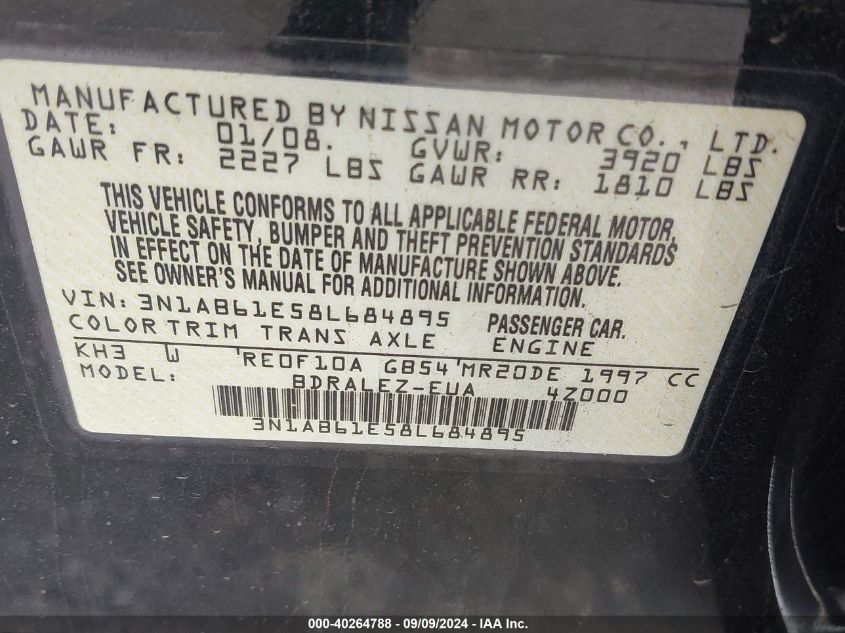 MANUFACTURED BY NISSAN MOTOR CO., LTD.
DATE: 01/08. GVWR: 3920 LBS
GAWR FR: 2227 LBS GAWR RR: 1810 LBS
THIS VEHICLE CONFORMS TO ALL APPLICABLE FEDERAL MOTOR
VEHICLE SAFETY, BUMPER AND THEFT PREVENTION STANDARDS
IN EFFECT ON THE DATE OF MANUFACTURE SHOWN ABOVE.
SEE OWNER'S MANUAL FOR ADDITIONAL INFORMATION.
VIN: 3N1AB61E58L684895 PASSENGER CAR.
COLOR TRIM TRANS AXLE ENGINE
KH3 W 'RE0F10A GB54'MR20DE 1997 CC
MODEL: BDRALEZ-EUA 4Z000
3N1AB61E58L684895
000-40264788 - 09/09/2024 - IAA Inc.